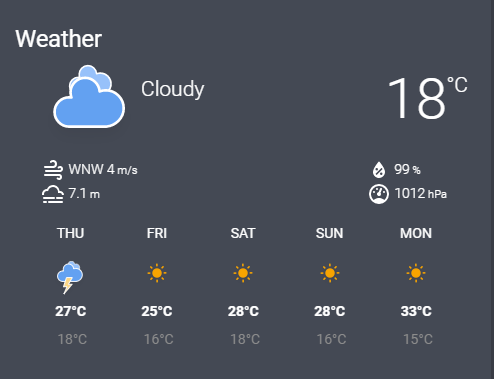 Weather
Cloudy
18°C
WNW 4 m/s 99 %
7.1 m 1012 hPa
THU FRI SAT SUN MON
27°C 25°C 28°C 28°C 33°C
18°C 16°C 18°C 16°C 15°C